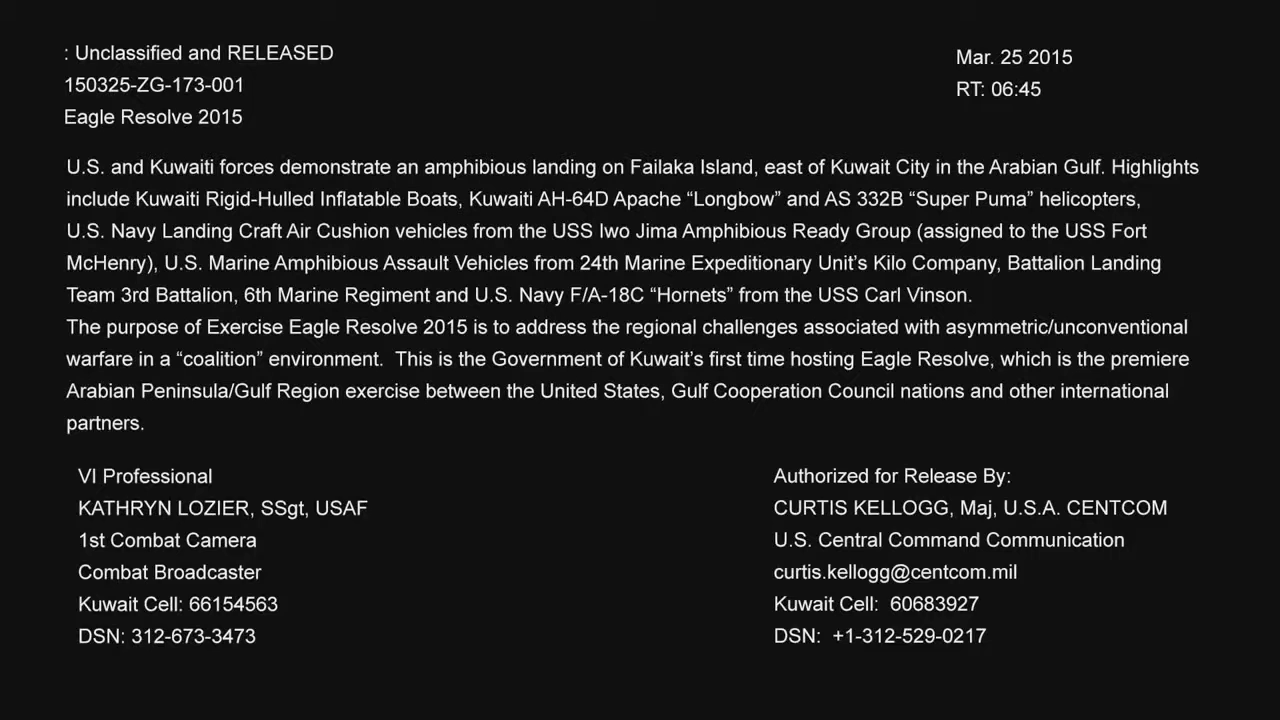 : Unclassified and RELEASED
150325-ZG-173-001
Eagle Resolve 2015
Mar. 25 2015
RT: 06:45
U.S. and Kuwaiti forces demonstrate an amphibious landing on Failaka Island, east of Kuwait City in the Arabian Gulf. Highlights
include Kuwaiti Rigid-Hulled Inflatable Boats, Kuwaiti AH-64D Apache “Longbow” and AS 332B “Super Puma” helicopters,
U.S. Navy Landing Craft Air Cushion vehicles from the USS Iwo Jima Amphibious Ready Group (assigned to the USS Fort
McHenry), U.S. Marine Amphibious Assault Vehicles from 24th Marine Expeditionary Unit’s Kilo Company, Battalion Landing
Team 3rd Battalion, 6th Marine Regiment and U.S. Navy F/A-18C “Hornets” from the USS Carl Vinson.
The purpose of Exercise Eagle Resolve 2015 is to address the regional challenges associated with asymmetric/unconventional
warfare in a “coalition” environment.  This is the Government of Kuwait’s first time hosting Eagle Resolve, which is the premiere
Arabian Peninsula/Gulf Region exercise between the United States, Gulf Cooperation Council nations and other international
partners.
VI Professional
KATHRYN LOZIER, SSgt, USAF
1st Combat Camera
Combat Broadcaster
Kuwait Cell: 66154563
DSN: 312-673-3473
Authorized for Release By:
CURTIS KELLOGG, Maj, U.S.A. CENTCOM
U.S. Central Command Communication
curtis.kellogg@centcom.mil
Kuwait Cell:  60683927
DSN:  +1-312-529-0217